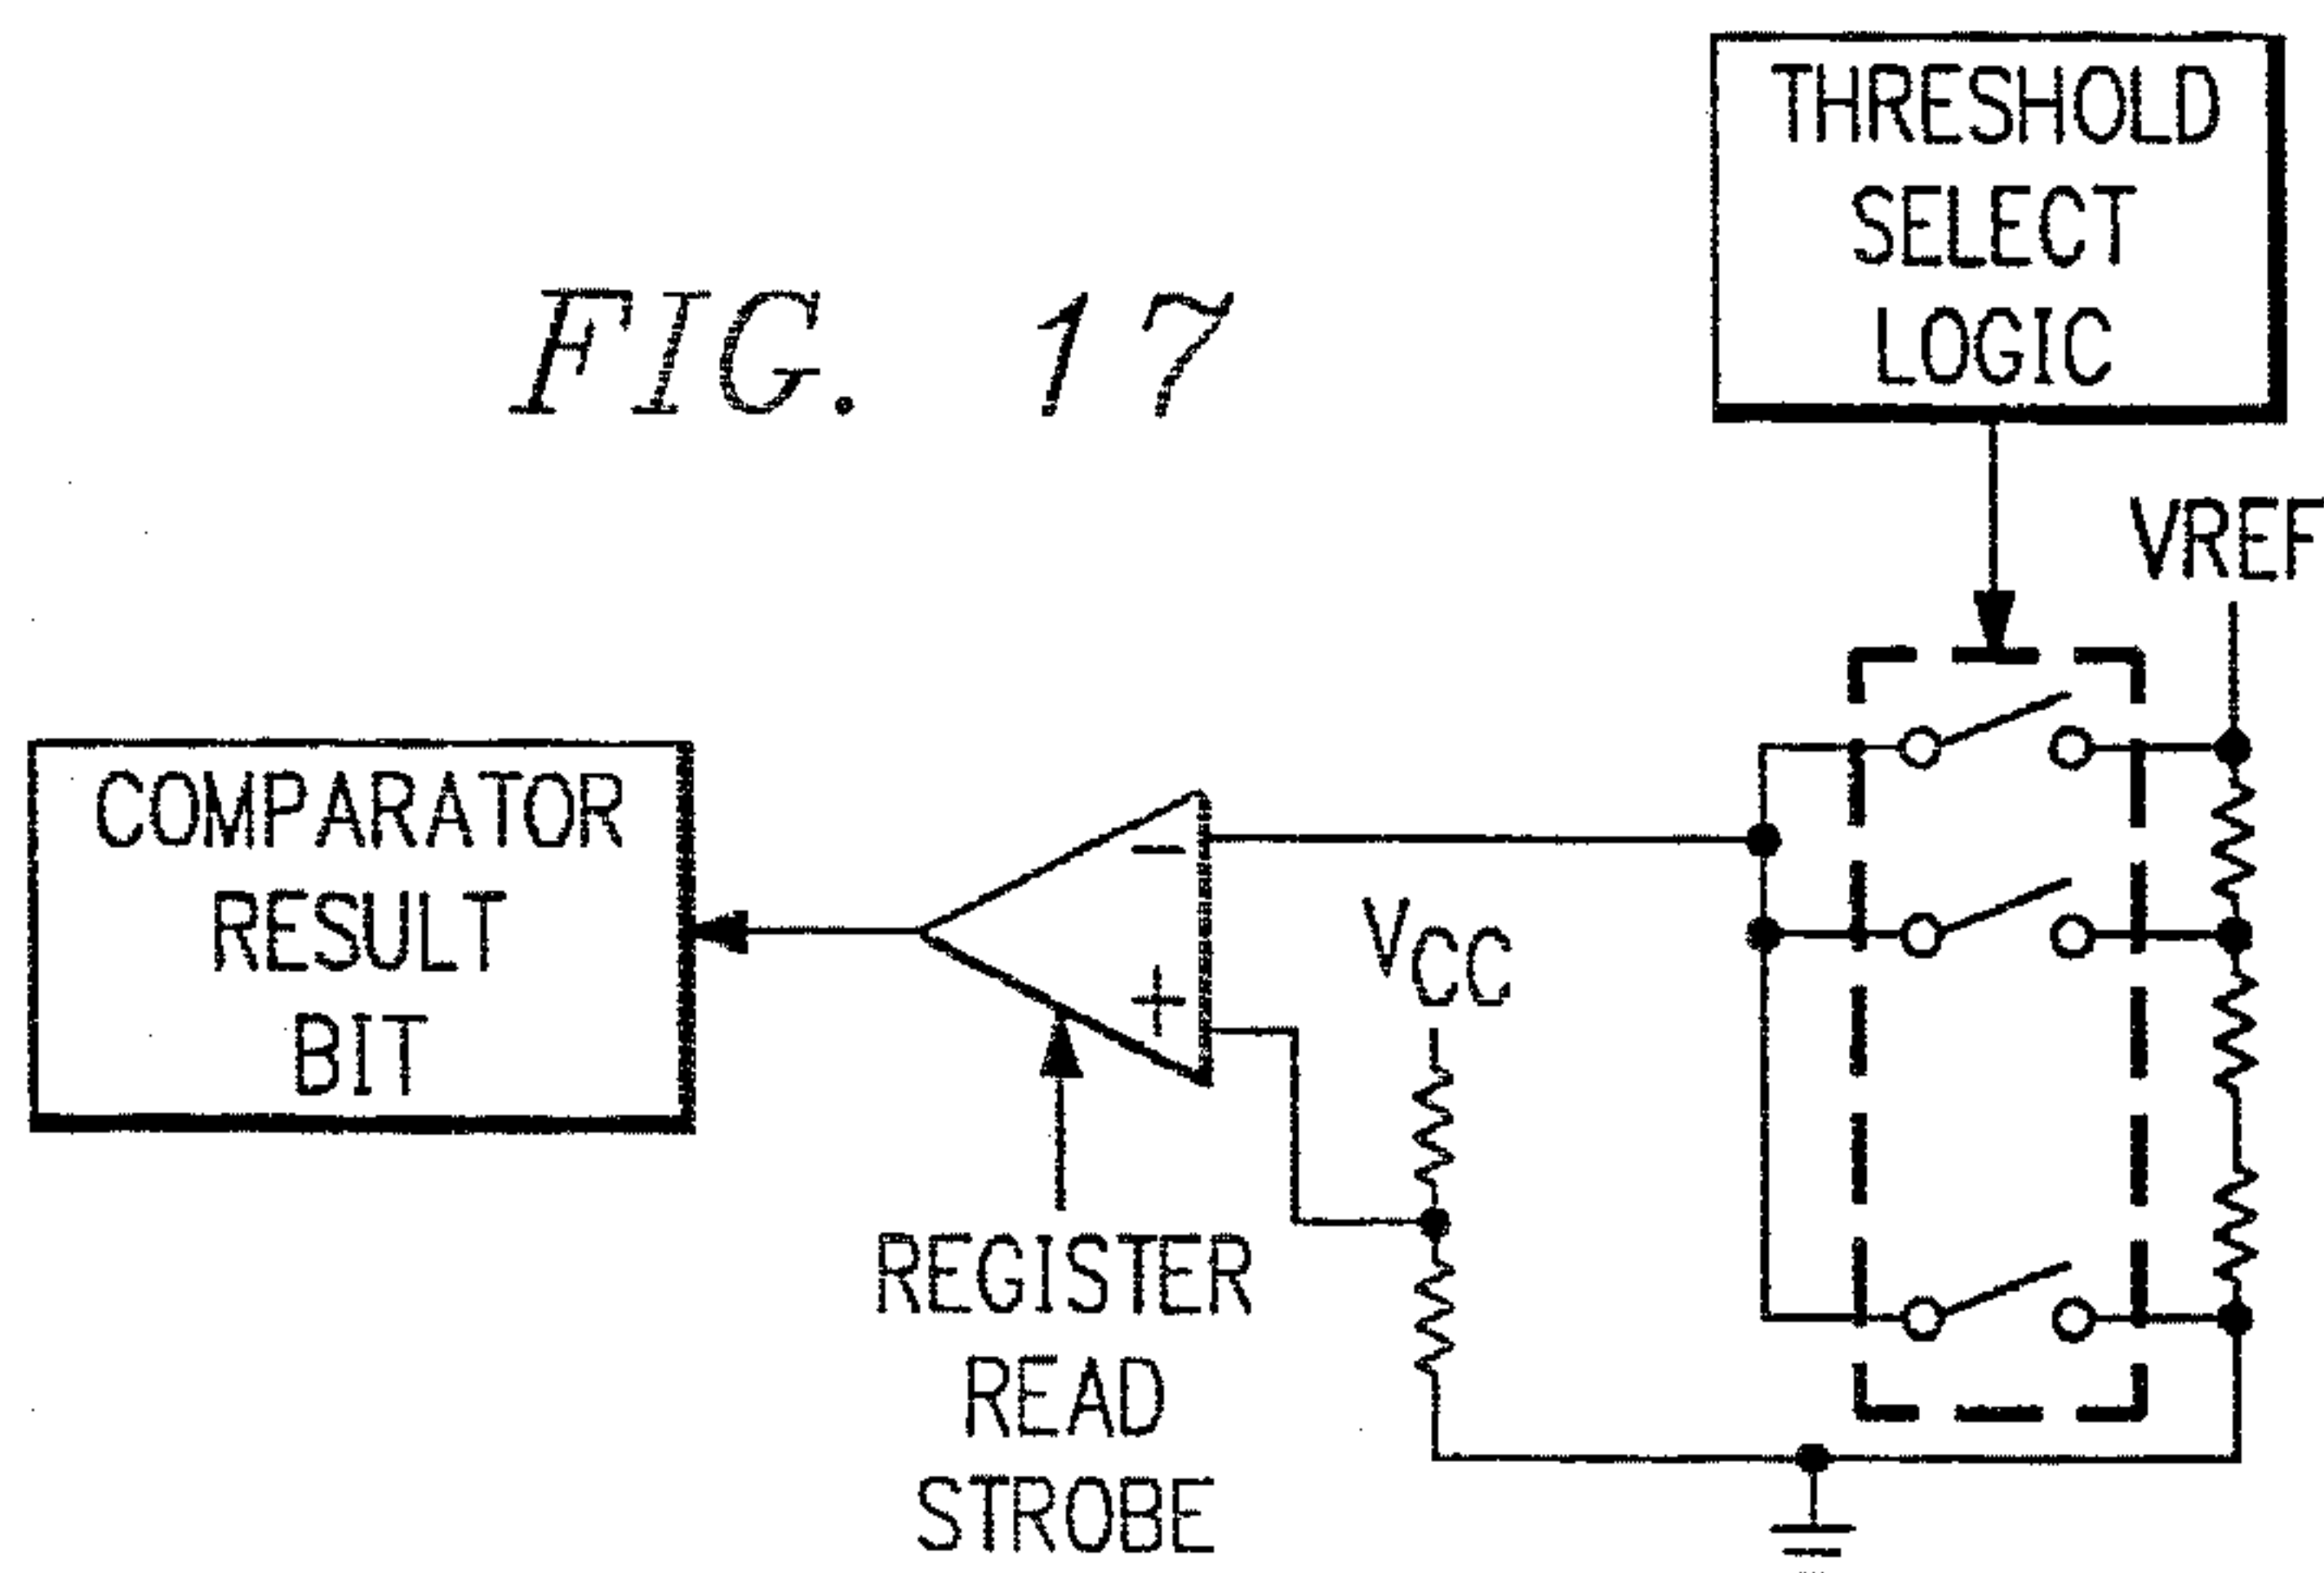 THRESHOLD
SELECT
LOGIC
FIG. 17
VREF
COMPARATOR
RESULT
BIT
−
+
VCC
REGISTER
READ
STROBE